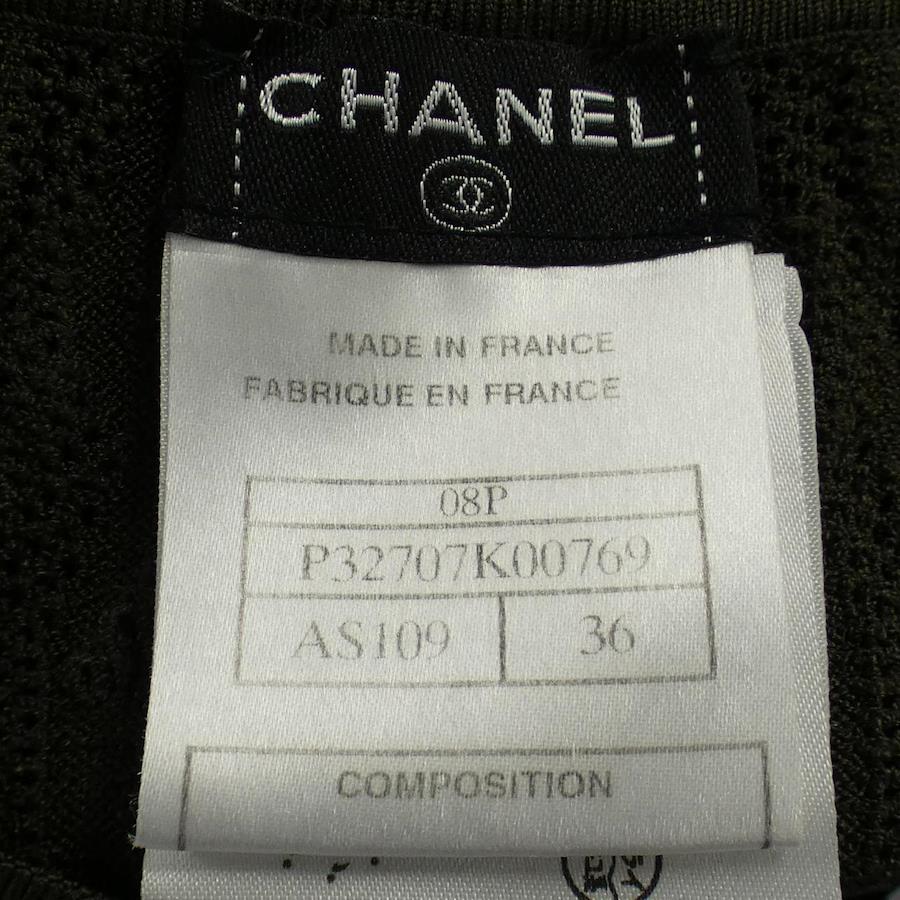 CHANEL
MADE IN FRANCE
FABRIQUE EN FRANCE
08P
P32707K00769
AS109 36
COMPOSITION